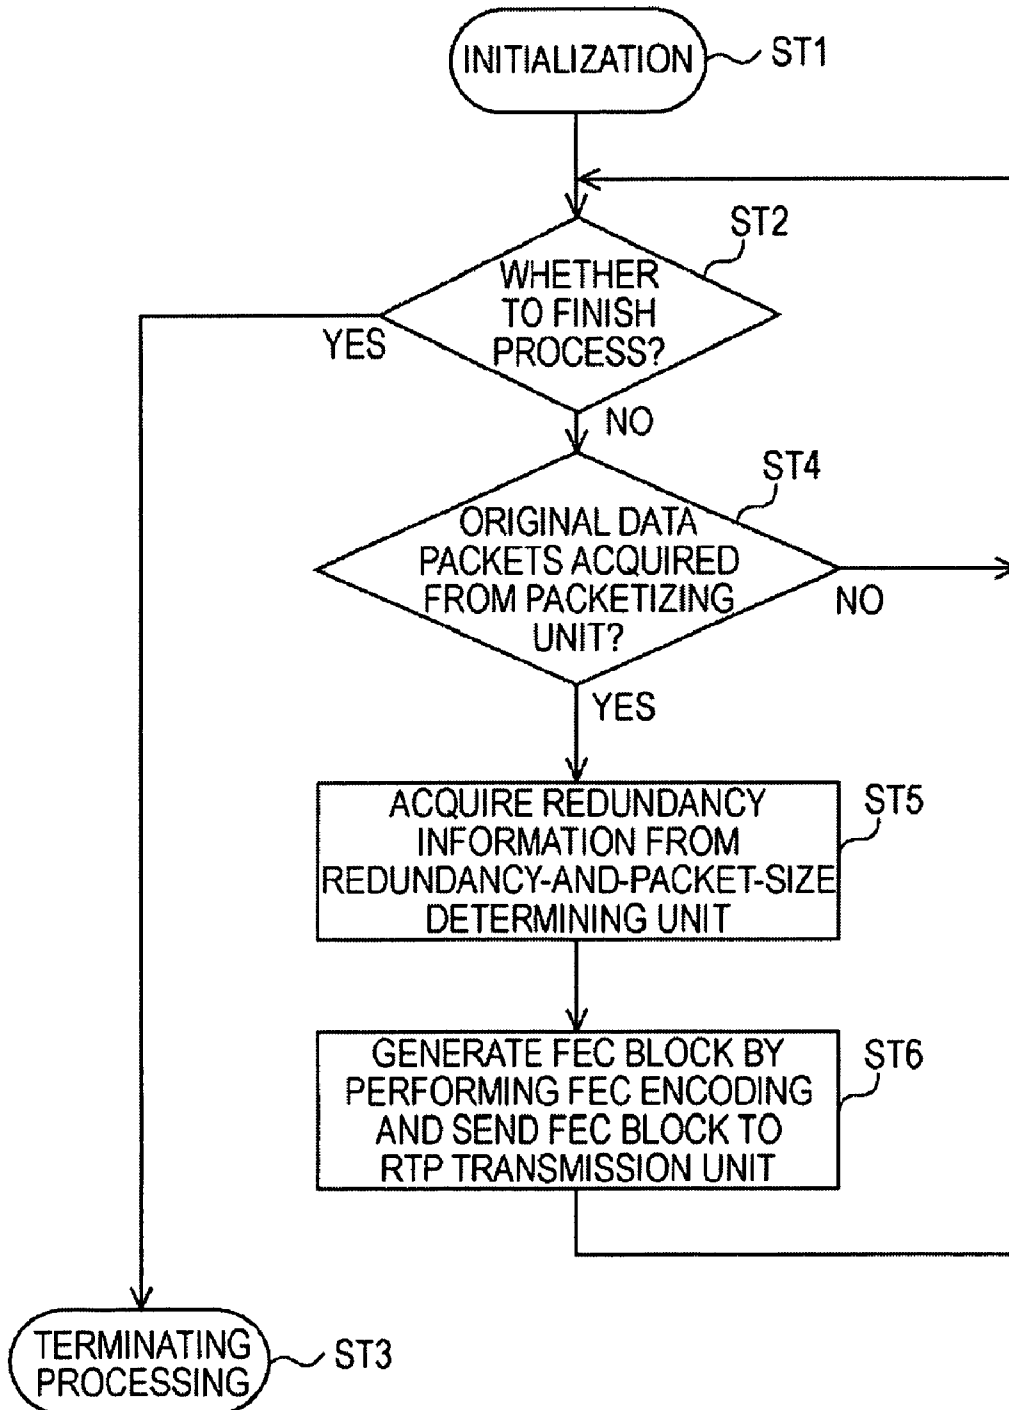 INITIALIZATION
ST1
ST2
WHETHER
TO FINISH
PROCESS?
YES
NO
ST4
ORIGINAL DATA
PACKETS ACQUIRED
FROM PACKETIZING
UNIT?
NO
YES
ST5
ACQUIRE REDUNDANCY
INFORMATION FROM
REDUNDANCY-AND-PACKET-SIZE
DETERMINING UNIT
ST6
GENERATE FEC BLOCK BY
PERFORMING FEC ENCODING
AND SEND FEC BLOCK TO
RTP TRANSMISSION UNIT
TERMINATING
PROCESSING
ST3